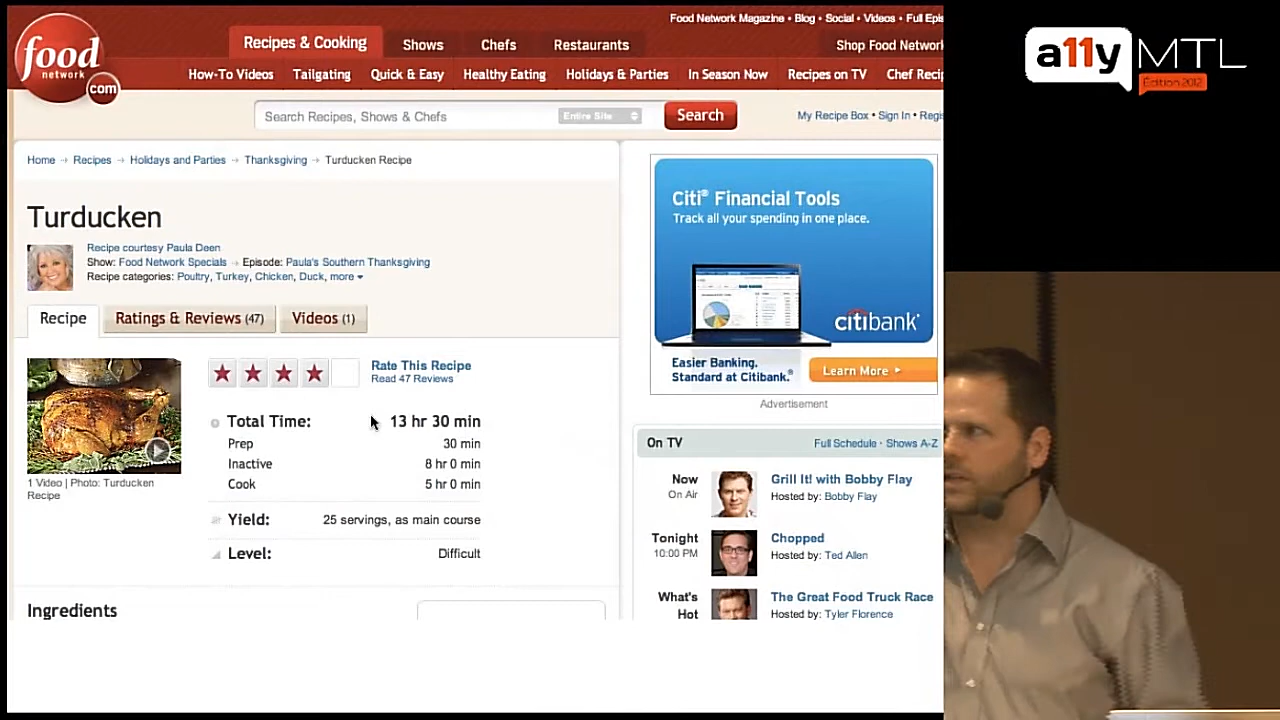 Food Network Magazine • Blog • Social • Videos • Full
food network .com
Recipes & Cooking Shows Chefs Restaurants
Shop Food Network
How-To Videos Tailgating Quick & Easy Healthy Eating Holidays & Parties In Season Now Recipes on TV Chef
Search Recipes, Shows & Chefs Entire Site Search
My Recipe Box • Sign In •
Home → Recipes → Holidays and Parties → Thanksgiving → Turducken Recipe
Turducken
Recipe courtesy Paula Deen
Show: Food Network Specials → Episode: Paula's Southern Thanksgiving
Recipe categories: Poultry, Turkey, Chicken, Duck, more
Recipe Ratings & Reviews (47) Videos (1)
Rate This Recipe
Read 47 Reviews
Total Time: 13 hr 30 min
Prep 30 min
Inactive 8 hr 0 min
Cook 5 hr 0 min
1 Video | Photo: Turducken
Recipe
Yield: 25 servings, as main course
Level: Difficult
Ingredients
Citi® Financial Tools
Track all your spending in one place.
citibank®
Easier Banking.
Standard at Citibank.®
Learn More
Advertisement
On TV Full Schedule · Shows A-Z
Now Grill It! with Bobby Flay
On Air Hosted by: Bobby Flay
Tonight Chopped
10:00 PM Hosted by: Ted Allen
What's The Great Food Truck Race
Hot Hosted by: Tyler Florence
a11y MTL
Édition 2012